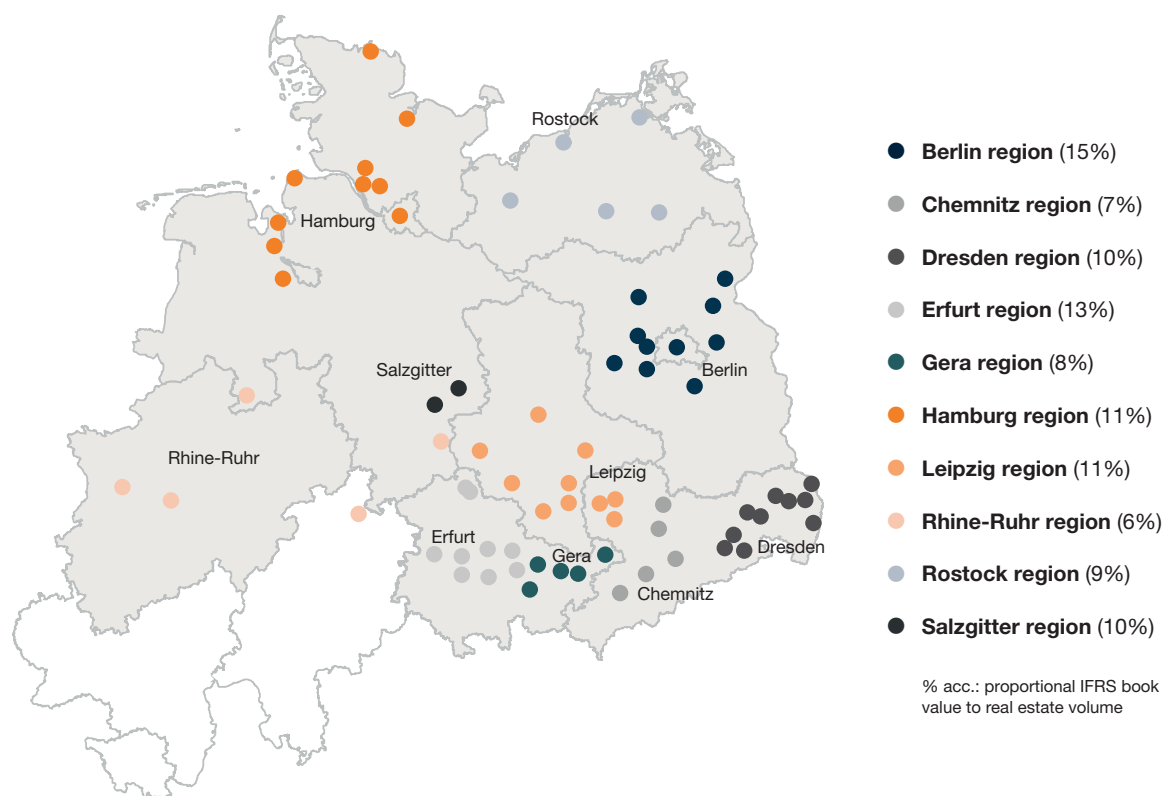 Rostock
Hamburg
Salzgitter
Berlin
Rhine-Ruhr
Leipzig
Erfurt
Gera
Dresden
Chemnitz
Berlin region (15%)
Chemnitz region (7%)
Dresden region (10%)
Erfurt region (13%)
Gera region (8%)
Hamburg region (11%)
Leipzig region (11%)
Rhine-Ruhr region (6%)
Rostock region (9%)
Salzgitter region (10%)
% acc.: proportional IFRS book
value to real estate volume